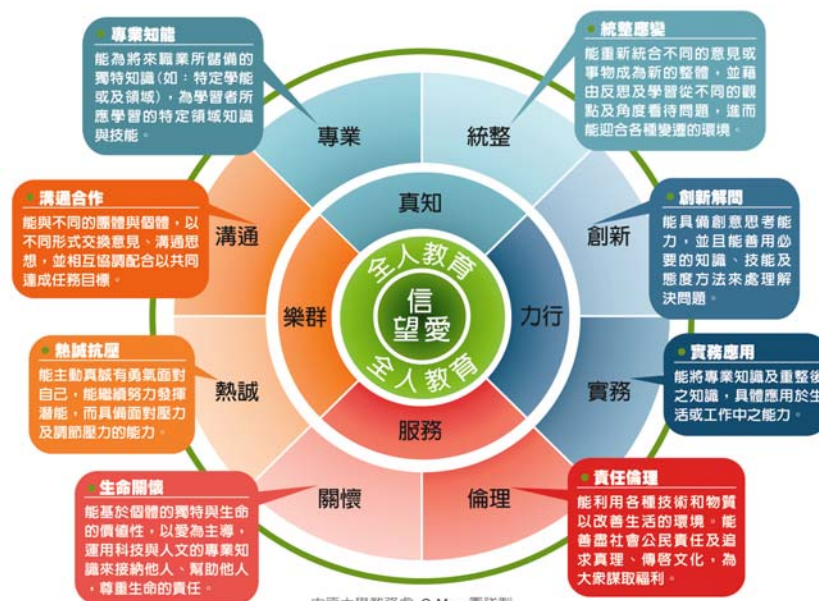 專業知能
能為將來職業所儲備的
獨特知識(如：特定學能
或及領域)，為學習者所
應學習的特定領域知識
與技能。
統整應變
能重新統合不同的意見或
事物成為新的整體，並藉
由反思及學習從不同的觀
點及角度看待問題，進而
能迎合各種變遷的環境。
溝通合作
能與不同的團體與個體，以
不同形式交換意見、溝通思
想，並相互協調配合以共同
達成任務目標。
創新解問
能具備創意思考能
力，並且能善用必
要的知識、技能及
態度方法來處理解
決問題。
熱誠抗壓
能主動真誠有勇氣面對
自己，能繼續努力發揮
潛能，而具備面對壓力
及調節壓力的能力。
實務應用
能將專業知識及重整後
之知識，具體應用於生
活或工作中之能力。
生命關懷
能基於個體的獨特與生命
的價值性，以愛為主導，
運用科技與人文的專業知
識來接納他人、幫助他人，
尊重生命的責任。
責任倫理
能利用各種技術和物質
以改善生活的環境。能
善盡社會公民責任及追
求真理、傳啓文化，為
大衆謀取福利。
專業
統整
溝通
創新
熱誠
實務
關懷
倫理
真知
樂群
力行
服務
全人教育
信
望愛
全人教育